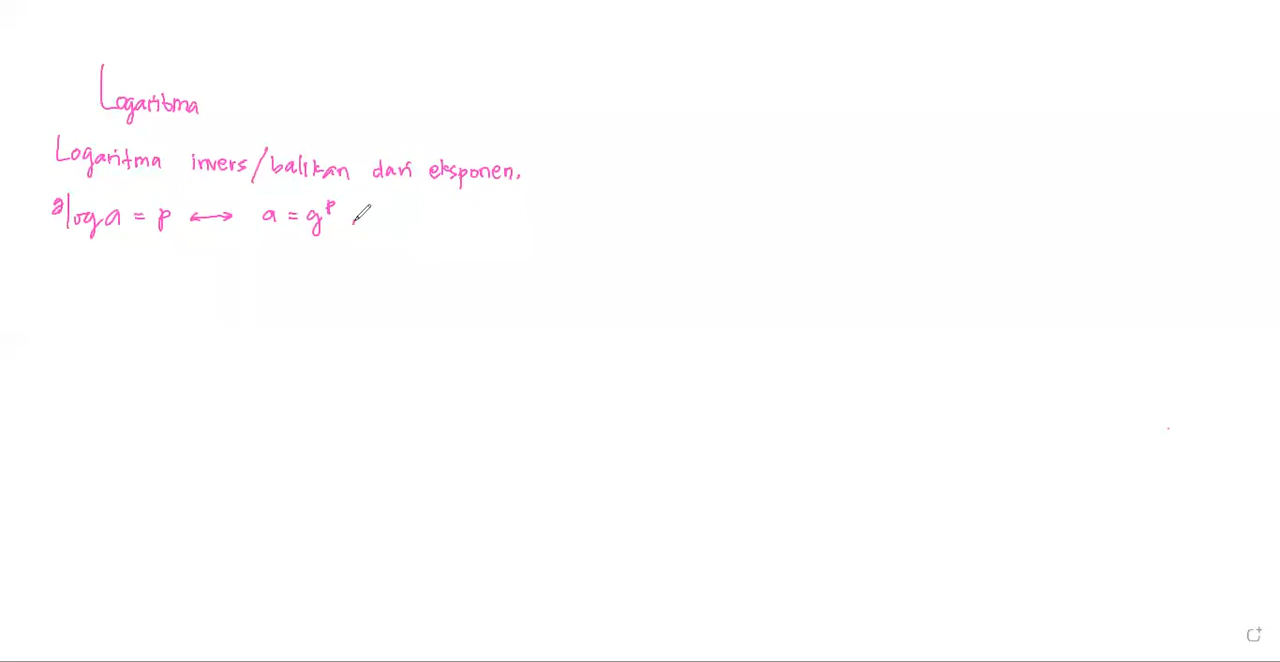 Logaritma
Logaritma invers/balikan dari eksponen.
ᵍlog a = p ↔ a = gᵖ